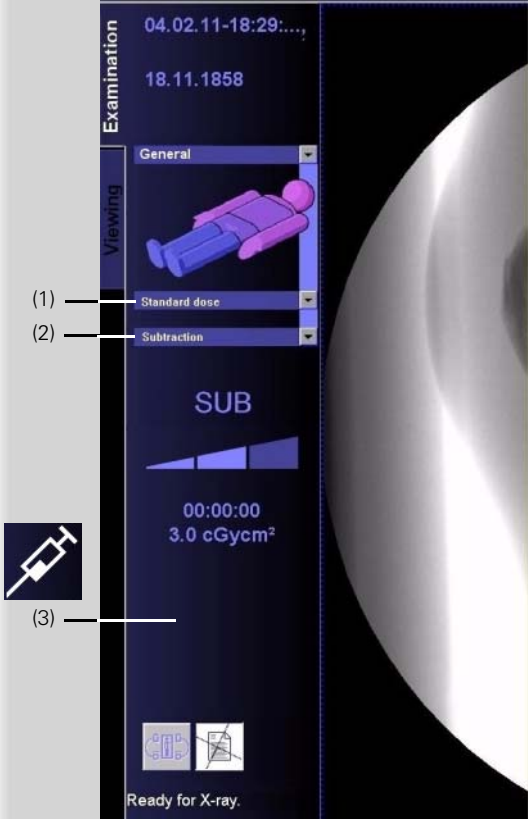 Examination
04.02.11-18:29:...,
18.11.1858
General
Viewing
(1)
Standard dose
(2)
Subtraction
SUB
00:00:00
3.0 cGycm²
(3)
Ready for X-ray.